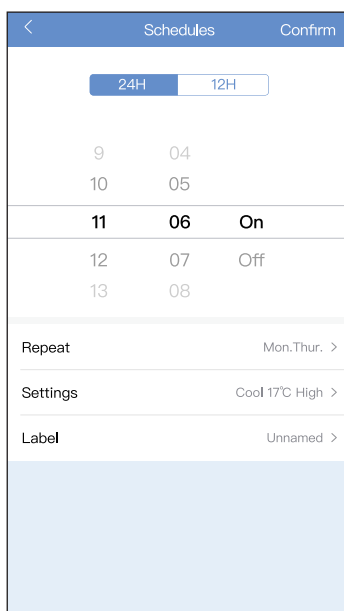 Schedules Confirm
24H 12H
9 04
10 05
11 06 On
12 07 Off
13 08
Repeat Mon.Thur. >
Settings Cool 17℃ High >
Label Unnamed >